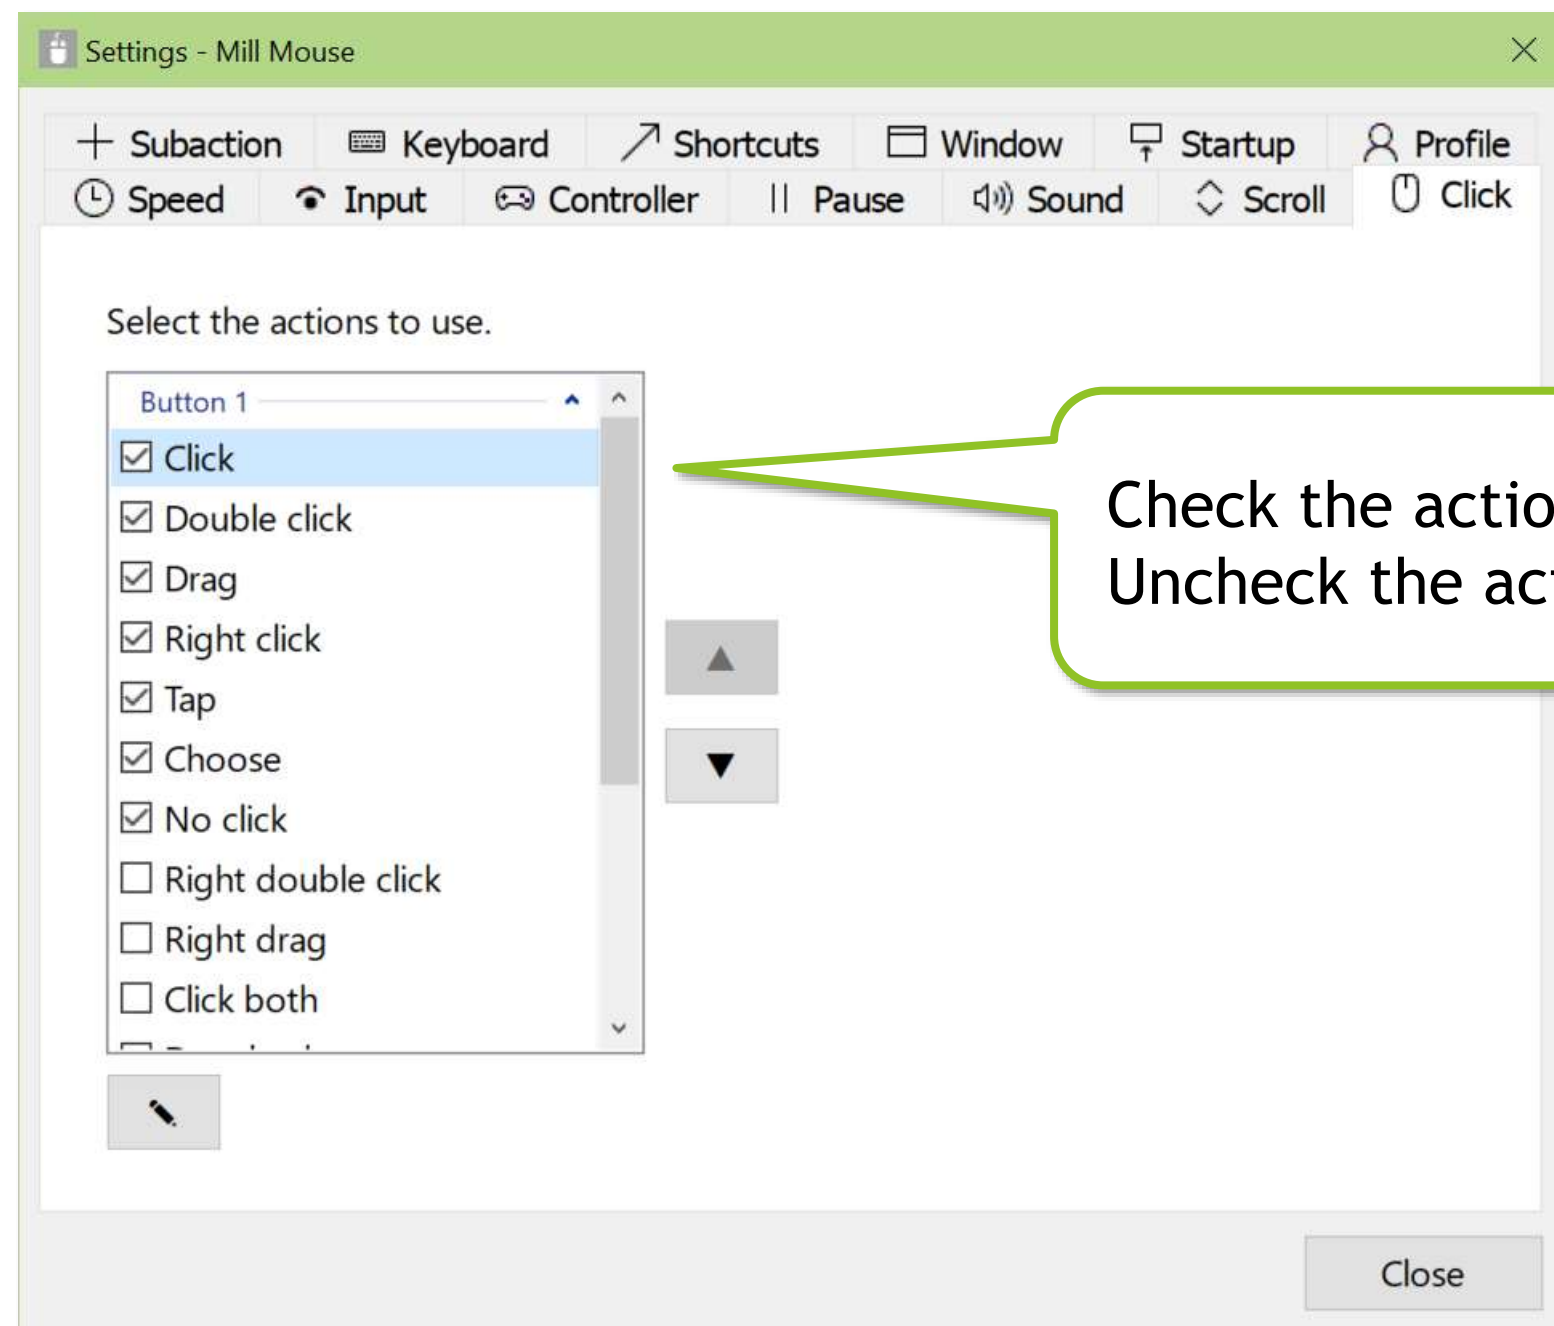 Settings - Mill Mouse
Subaction Keyboard Shortcuts Window Startup Profile
Speed Input Controller Pause Sound Scroll Click
Select the actions to use.
Button 1
Click
Double click
Drag
Right click
Tap
Choose
No click
Right double click
Right drag
Click both
Check the
Uncheck the
Close